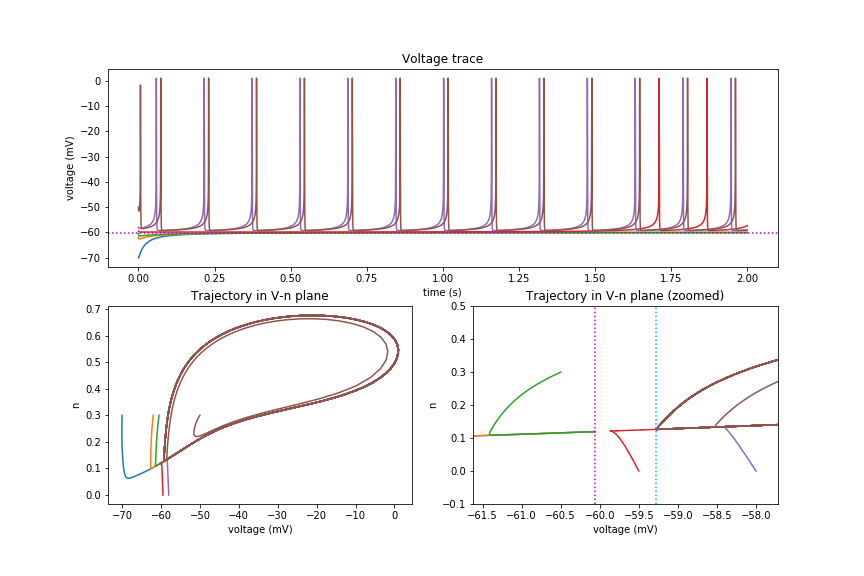 Voltage trace
0
−10
−20
−30
−40
−50
−60
−70
voltage (mV)
0.00 0.25 0.50 0.75 1.00 1.25 1.50 1.75 2.00
time (s)
Trajectory in V-n plane
0.7
0.6
0.5
0.4
0.3
0.2
0.1
0.0
n
−70 −60 −50 −40 −30 −20 −10 0
voltage (mV)
Trajectory in V-n plane (zoomed)
0.5
0.4
0.3
0.2
0.1
0.0
−0.1
n
−61.5 −61.0 −60.5 −60.0 −59.5 −59.0 −58.5 −58.0
voltage (mV)